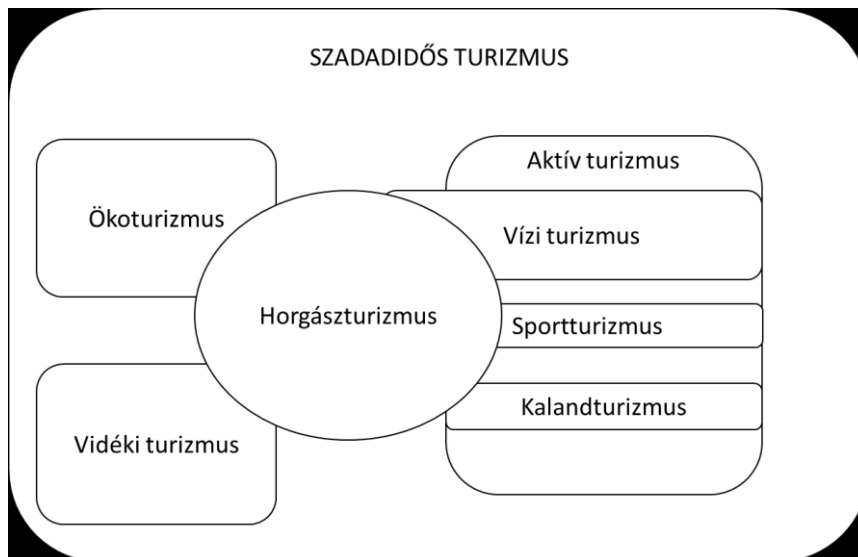 SZADADIDŐS TURIZMUS
Aktív turizmus
Ökoturizmus
Vízi turizmus
Horgászturizmus
Sportturizmus
Kalandturizmus
Vidéki turizmus